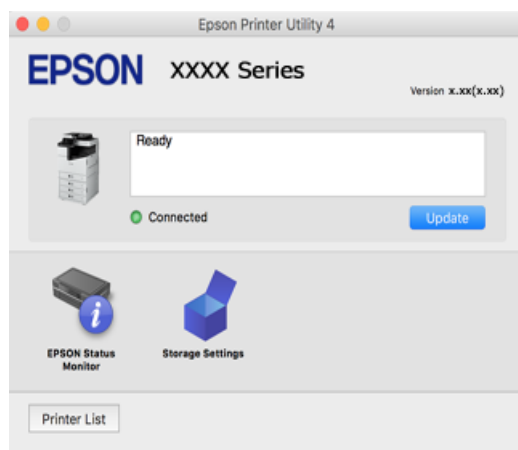 Epson Printer Utility 4
EPSON XXXX Series
Version x.xx(x.xx)
Ready
Connected
Update
EPSON Status
Monitor
Storage Settings
Printer List